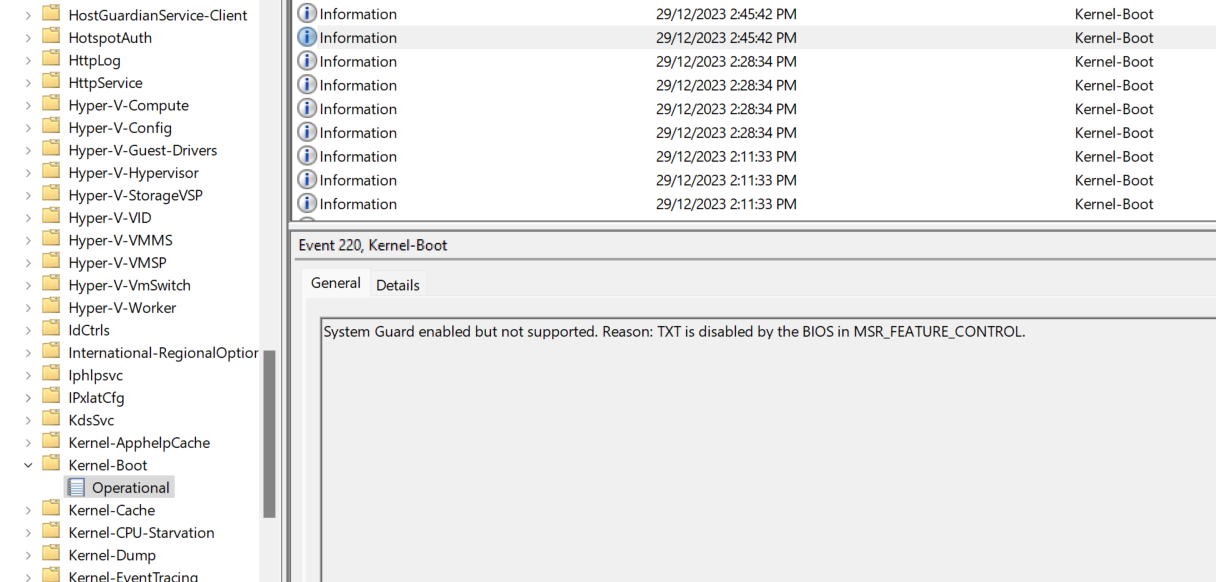 HostGuardianService-Client
HotspotAuth
HttpLog
HttpService
Hyper-V-Compute
Hyper-V-Config
Hyper-V-Guest-Drivers
Hyper-V-Hypervisor
Hyper-V-StorageVSP
Hyper-V-VID
Hyper-V-VMMS
Hyper-V-VMSP
Hyper-V-VmSwitch
Hyper-V-Worker
IdCtrls
International-RegionalOption
Iphlpsvc
IPxlatCfg
KdsSvc
Kernel-ApphelpCache
Kernel-Boot
Operational
Kernel-Cache
Kernel-CPU-Starvation
Kernel-Dump
Kernel-EventTracing
Information 29/12/2023 2:45:42 PM Kernel-Boot
Information 29/12/2023 2:45:42 PM Kernel-Boot
Information 29/12/2023 2:28:34 PM Kernel-Boot
Information 29/12/2023 2:28:34 PM Kernel-Boot
Information 29/12/2023 2:28:34 PM Kernel-Boot
Information 29/12/2023 2:28:34 PM Kernel-Boot
Information 29/12/2023 2:11:33 PM Kernel-Boot
Information 29/12/2023 2:11:33 PM Kernel-Boot
Information 29/12/2023 2:11:33 PM Kernel-Boot
Event 220, Kernel-Boot
General Details
System Guard enabled but not supported. Reason: TXT is disabled by the BIOS in MSR_FEATURE_CONTROL.